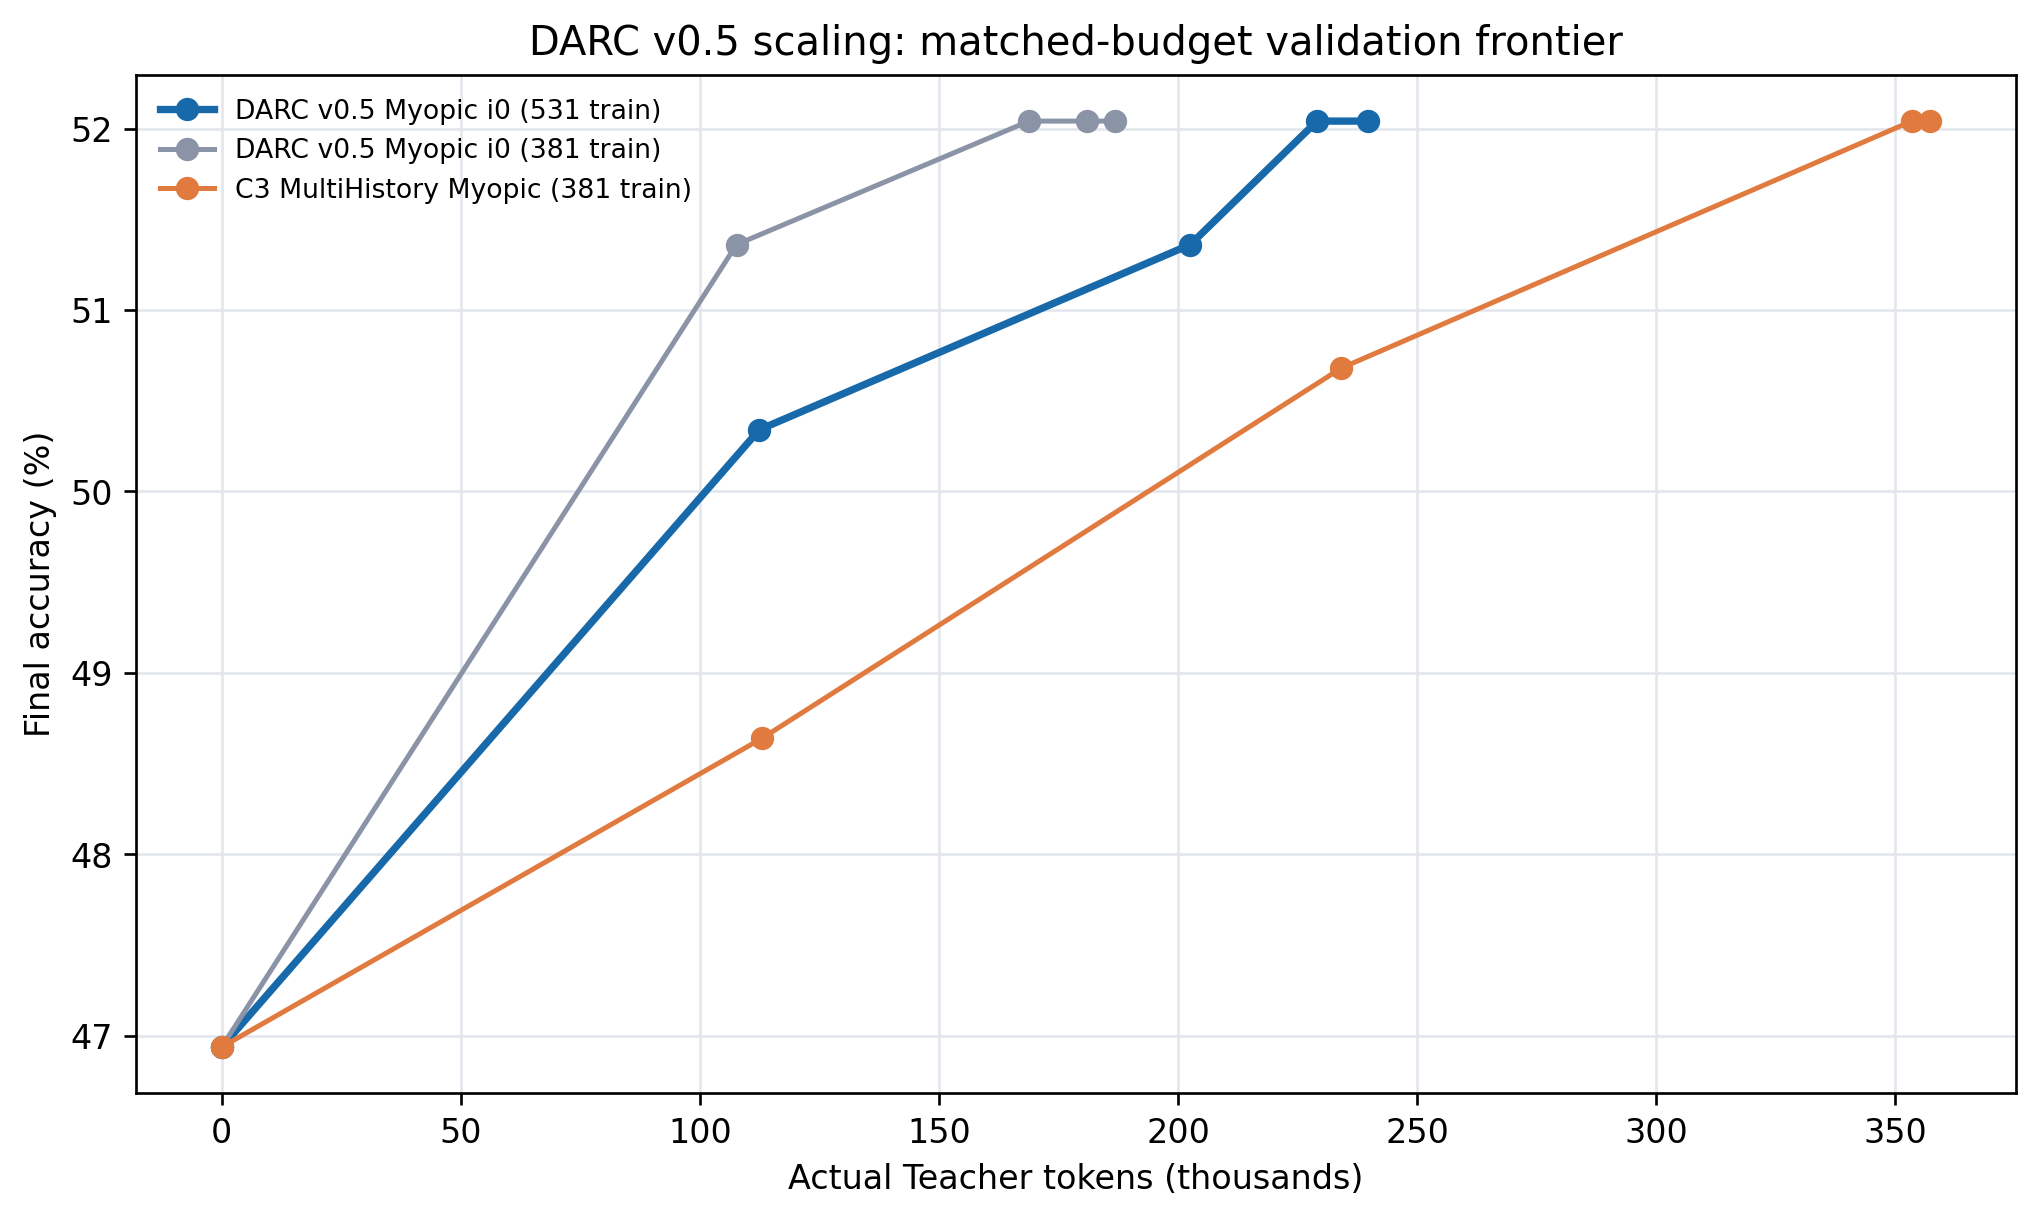 DARC v0.5 scaling: matched-budget validation frontier
DARC v0.5 Myopic i0 (531 train)
DARC v0.5 Myopic i0 (381 train)
C3 MultiHistory Myopic (381 train)
Final accuracy (%)
52
51
50
49
48
47
0 50 100 150 200 250 300 350
Actual Teacher tokens (thousands)